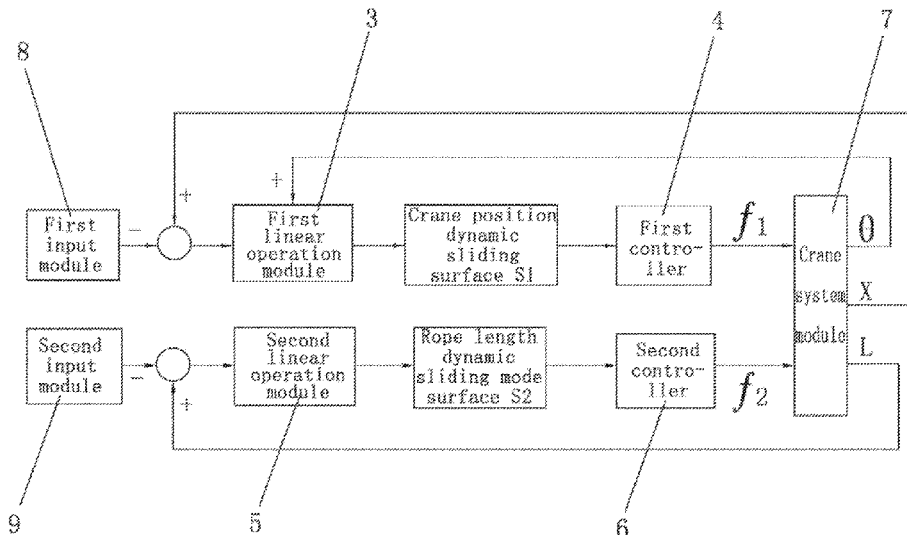 3
4
7
8
+
+
First
input
module
−
First
linear
operation
module
Crane position
dynamic
sliding
surface S1
First
contro-
ller
f1
θ
Crane
system
module
X
L
Second
input
module
−
+
Second
linear
operation
module
Rope length
dynamic
sliding mode
surface S2
Second
contro-
ller
f2
9
5
6